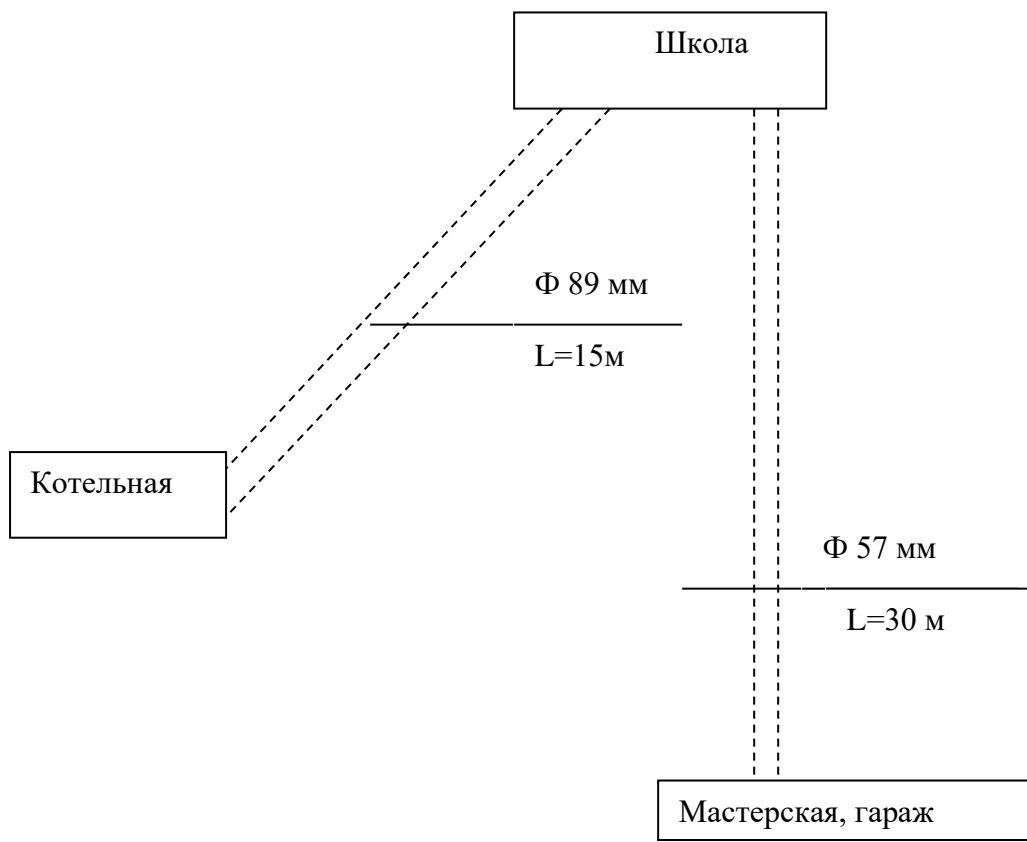 Школа
Ф 89 мм
L=15м
Котельная
Ф 57 мм
L=30 м
Мастерская, гараж